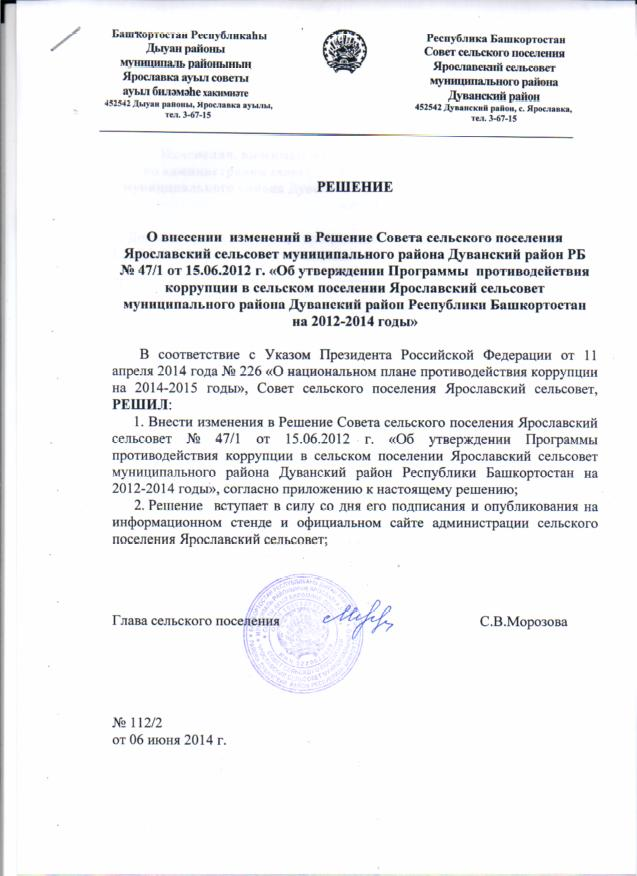 Башҡортостан Республикаһы
Дыуан районы
муниципаль районының
Ярославка ауыл советы
ауыл биләмәһе хакимиәте
452542 Дыуан районы, Ярославка ауылы,
тел. 3-67-15
Республика Башкортостан
Совет сельского поселения
Ярославский сельсовет
муниципального района
Дуванский район
452542 Дуванский район, с. Ярославка,
тел. 3-67-15
РЕШЕНИЕ
О внесении изменений в Решение Совета сельского поселения
Ярославский сельсовет муниципального района Дуванский район РБ
№ 47/1 от 15.06.2012 г. «Об утверждении Программы противодействия
коррупции в сельском поселении Ярославский сельсовет
муниципального района Дуванский район Республики Башкортостан
на 2012-2014 годы»
В соответствие с Указом Президента Российской Федерации от 11
апреля 2014 года № 226 «О национальном плане противодействия коррупции
на 2014-2015 годы», Совет сельского поселения Ярославский сельсовет,
РЕШИЛ:
1. Внести изменения в Решение Совета сельского поселения Ярославский
сельсовет № 47/1 от 15.06.2012 г. «Об утверждении Программы
противодействия коррупции в сельском поселении Ярославский сельсовет
муниципального района Дуванский район Республики Башкортостан на
2012-2014 годы», согласно приложению к настоящему решению;
2. Решение вступает в силу со дня его подписания и опубликования на
информационном стенде и официальном сайте администрации сельского
поселения Ярославский сельсовет;
Глава сельского поселения
С.В.Морозова
№ 112/2
от 06 июня 2014 г.